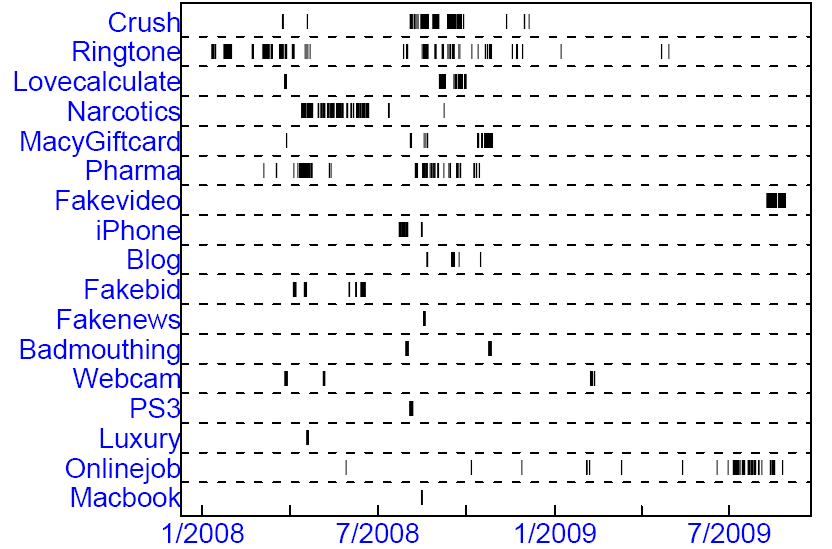 Crush
Ringtone
Lovecalculate
Narcotics
MacyGiftcard
Pharma
Fakevideo
iPhone
Blog
Fakebid
Fakenews
Badmouthing
Webcam
PS3
Luxury
Onlinejob
Macbook
1/2008 7/2008 1/2009 7/2009